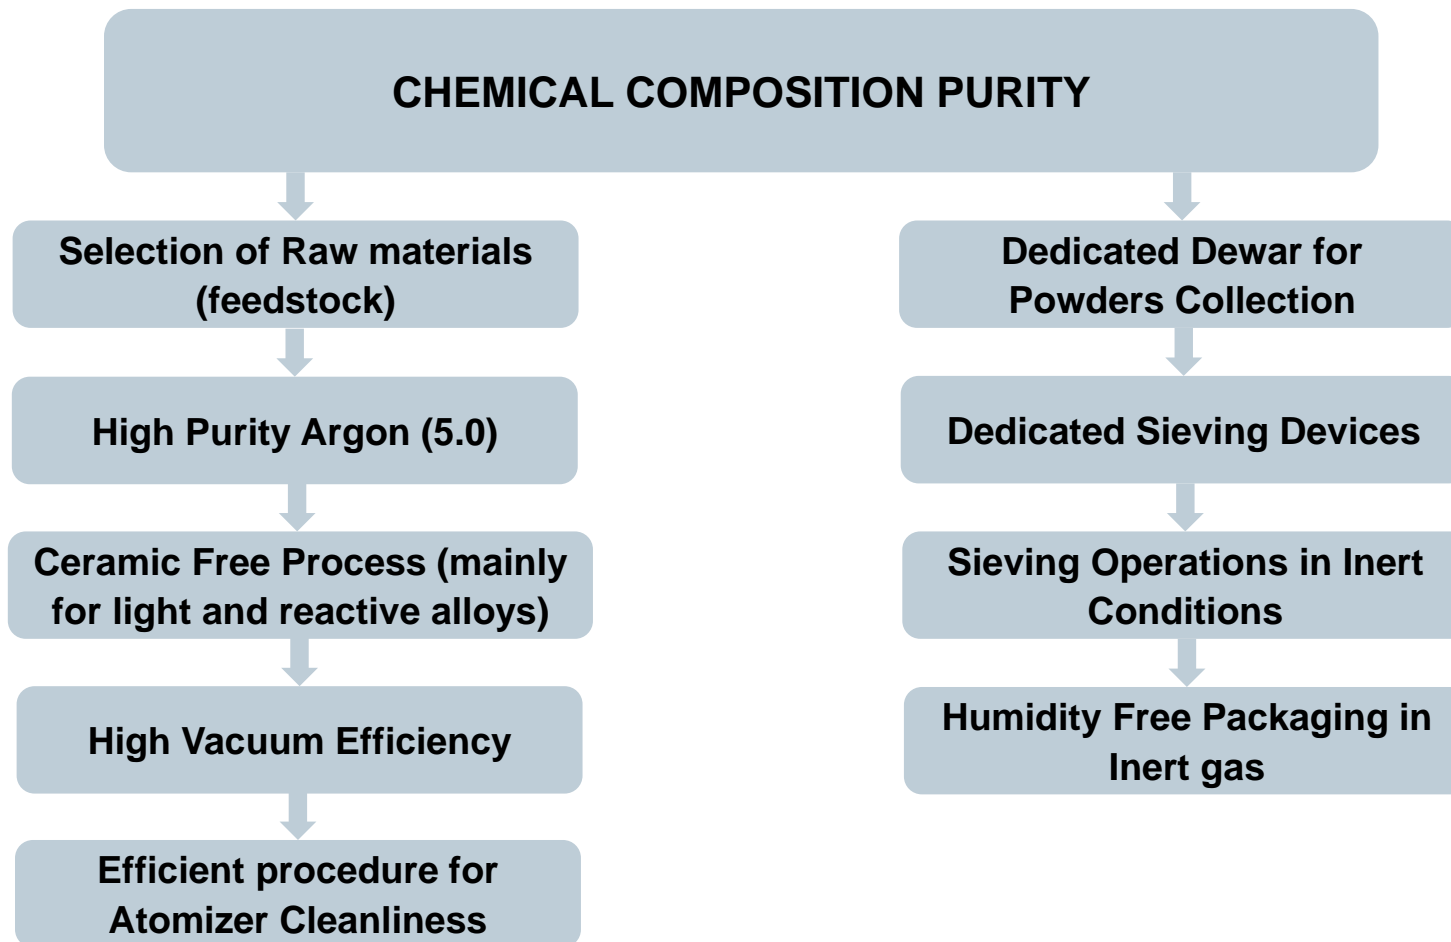 CHEMICAL COMPOSITION PURITY
Selection of Raw materials
(feedstock)
High Purity Argon (5.0)
Ceramic Free Process (mainly
for light and reactive alloys)
High Vacuum Efficiency
Efficient procedure for
Atomizer Cleanliness
Dedicated Dewar for
Powders Collection
Dedicated Sieving Devices
Sieving Operations in Inert
Conditions
Humidity Free Packaging in
Inert gas